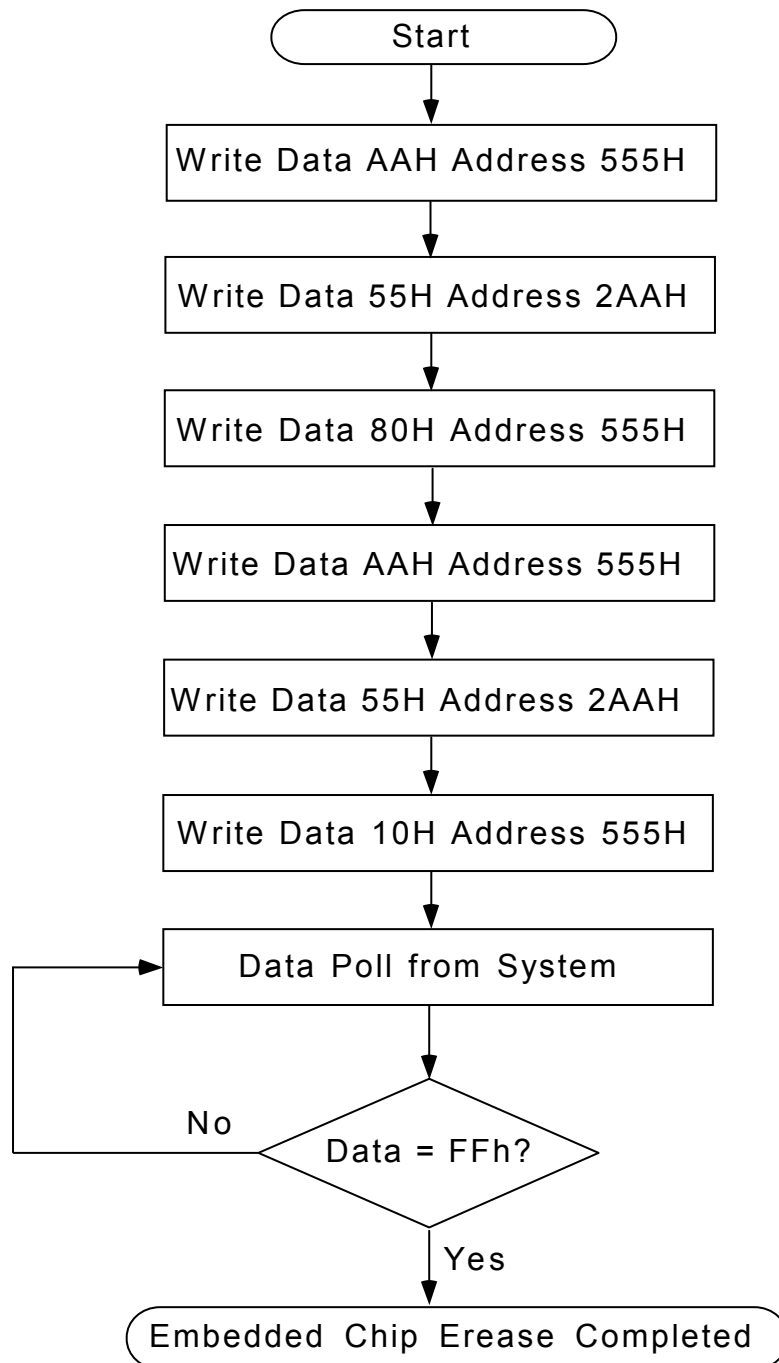 Start
Write Data AAH Address 555H
Write Data 55H Address 2AAH
Write Data 80H Address 555H
Write Data AAH Address 555H
Write Data 55H Address 2AAH
Write Data 10H Address 555H
Data Poll from System
No
Data = FFh?
Yes
Embedded Chip Erease Completed